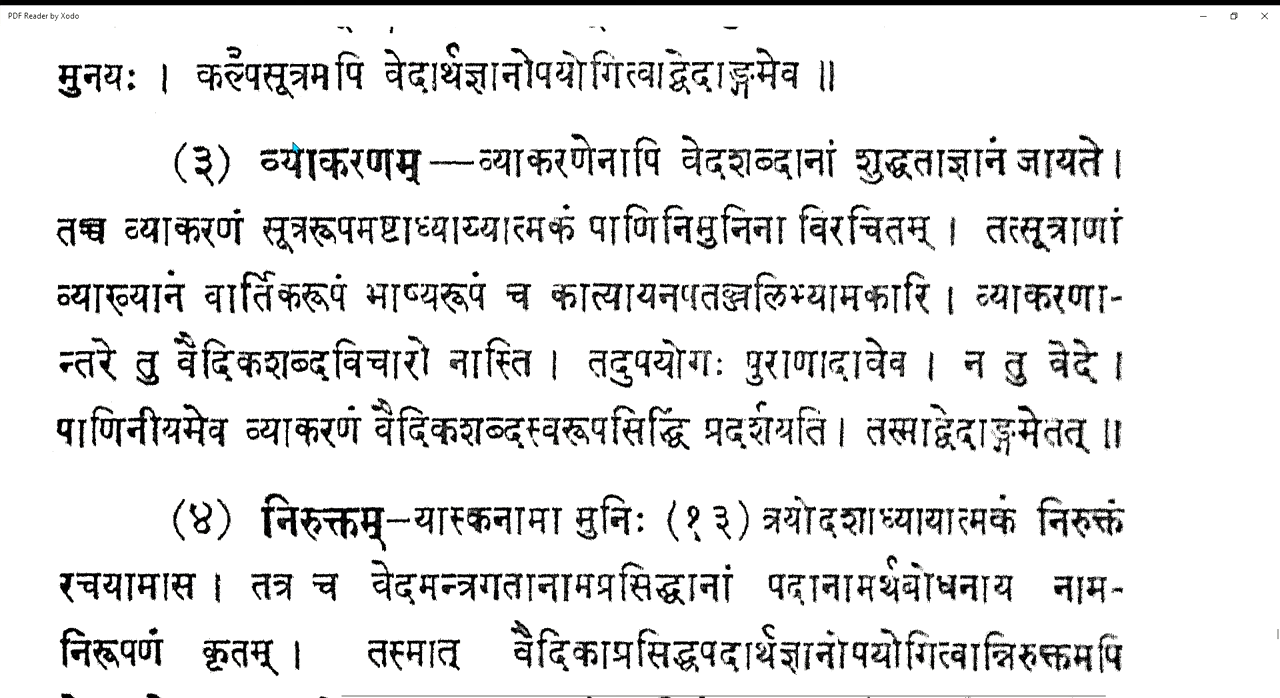 PDF Reader by Xodo
मुनयः । कल्पसूत्रमपि वेदार्थज्ञानोपयोगित्वाद्वेदाङ्गमेव ॥
(३) व्याकरणम् —व्याकरणेनापि वेदशब्दानां शुद्धताज्ञानं जायते ।
तच्च व्याकरणं सूत्ररूपमष्टाध्याय्यात्मकं पाणिनिमुनिना विरचितम् । तत्सूत्राणां
व्याख्यानं वार्तिकरूपं भाष्यरूपं च कात्यायनपतञ्जलिभ्यामकारि । व्याकरणा-
न्तरे तु वैदिकशब्दविचारो नास्ति । तदुपयोगः पुराणादावेव । न तु वेदे ।
पाणिनीयमेव व्याकरणं वैदिकशब्दस्वरूपसिद्धिं प्रदर्शयति । तस्माद्वेदाङ्गमेतत् ॥
(४) निरुक्तम्–यास्कनामा मुनिः (१३) त्रयोदशाध्यायात्मकं निरुक्तं
रचयामास । तत्र च वेदमन्त्रगतानामप्रसिद्धानां पदानामर्थबोधनाय नाम-
निरूपणं कृतम् । तस्मात् वैदिकाप्रसिद्धपदार्थज्ञानोपयोगित्वान्निरुक्तमपि